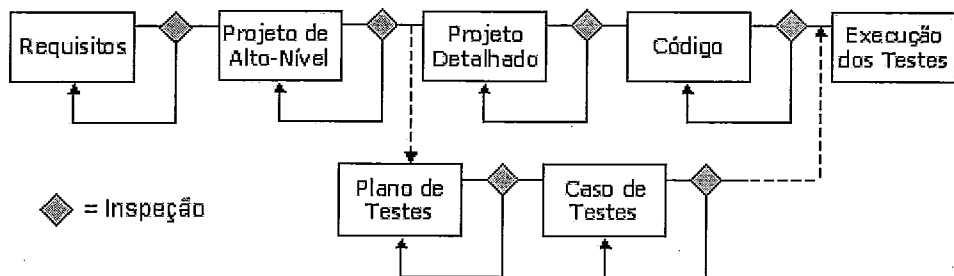 Requisitos
Projeto de
Alto-Nível
Projeto
Detalhado
Código
Execução
dos Testes
Plano de
Testes
Caso de
Testes
= Inspeção